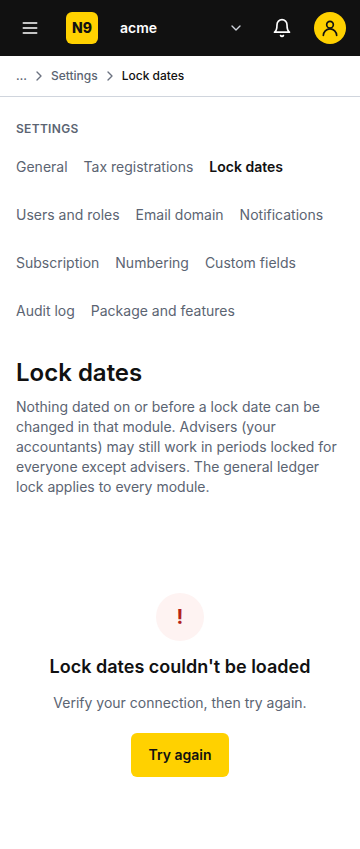 N9 acme
... Settings Lock dates
SETTINGS
General Tax registrations Lock dates
Users and roles Email domain Notifications
Subscription Numbering Custom fields
Audit log Package and features
Lock dates
Nothing dated on or before a lock date can be
changed in that module. Advisers (your
accountants) may still work in periods locked for
everyone except advisers. The general ledger
lock applies to every module.
!
Lock dates couldn't be loaded
Verify your connection, then try again.
Try again